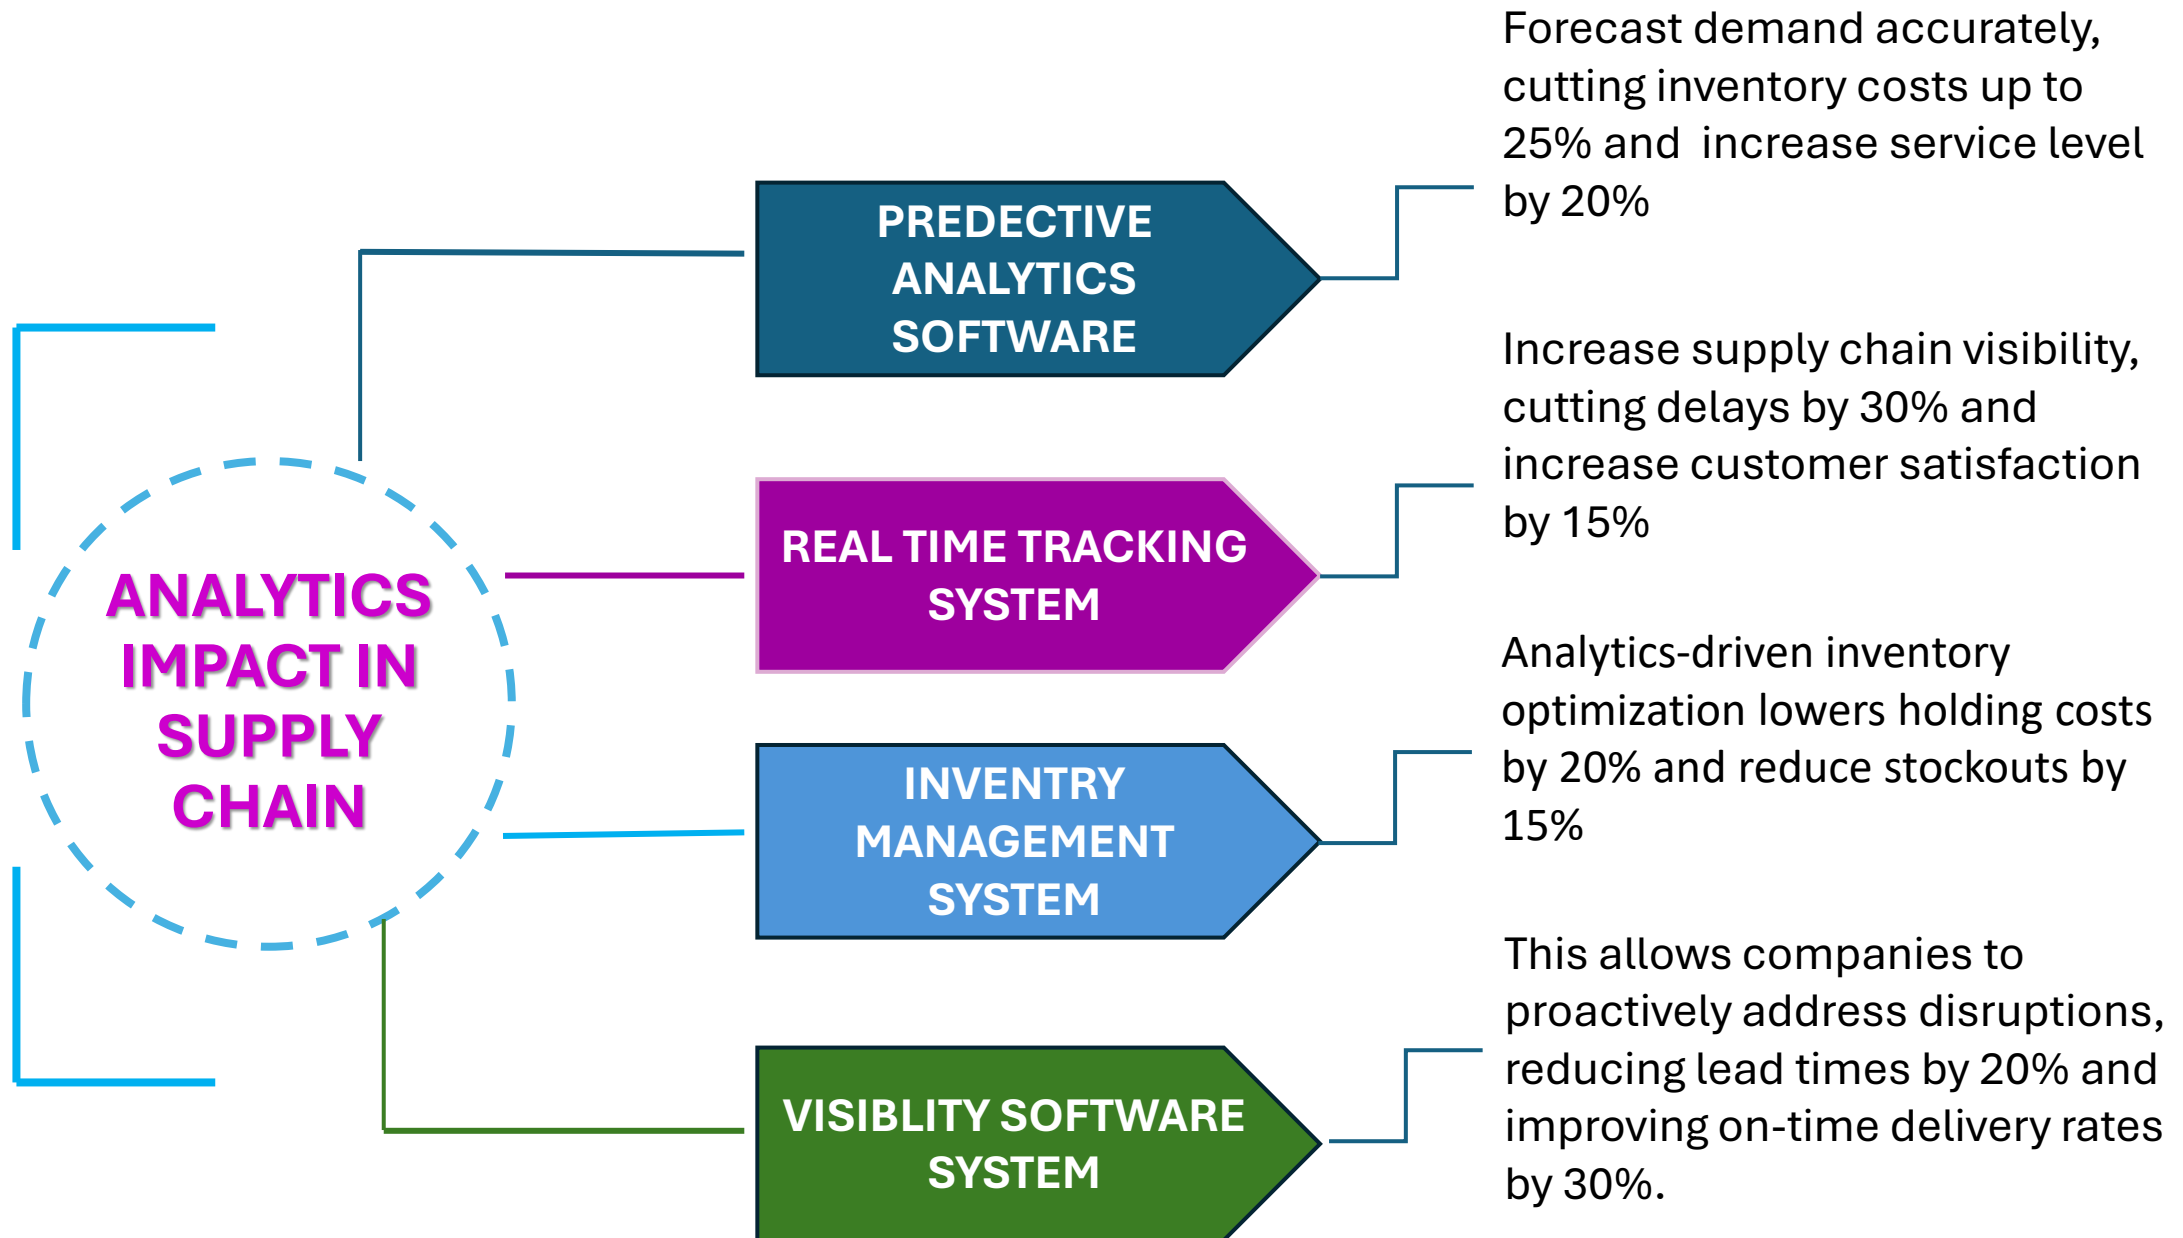 ANALYTICS
IMPACT IN
SUPPLY
CHAIN
PREDECTIVE
ANALYTICS
SOFTWARE
Forecast demand accurately,
cutting inventory costs up to
25% and  increase service level
by 20%
REAL TIME TRACKING
SYSTEM
Increase supply chain visibility,
cutting delays by 30% and
increase customer satisfaction
by 15%
INVENTRY
MANAGEMENT
SYSTEM
Analytics-driven inventory
optimization lowers holding costs
by 20% and reduce stockouts by
15%
VISIBLITY SOFTWARE
SYSTEM
This allows companies to
proactively address disruptions,
reducing lead times by 20% and
improving on-time delivery rates
by 30%.